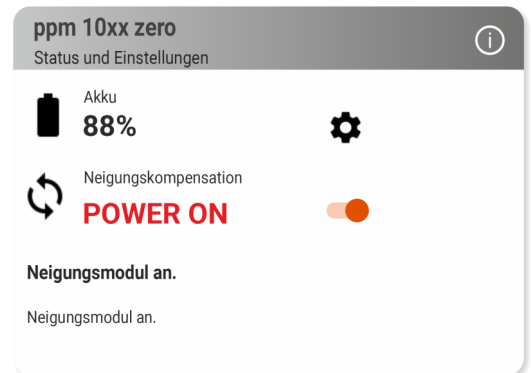 ppm 10xx zero
Status und Einstellungen
Akku
88%
Neigungskompensation
POWER ON
Neigungsmodul an.
Neigungsmodul an.